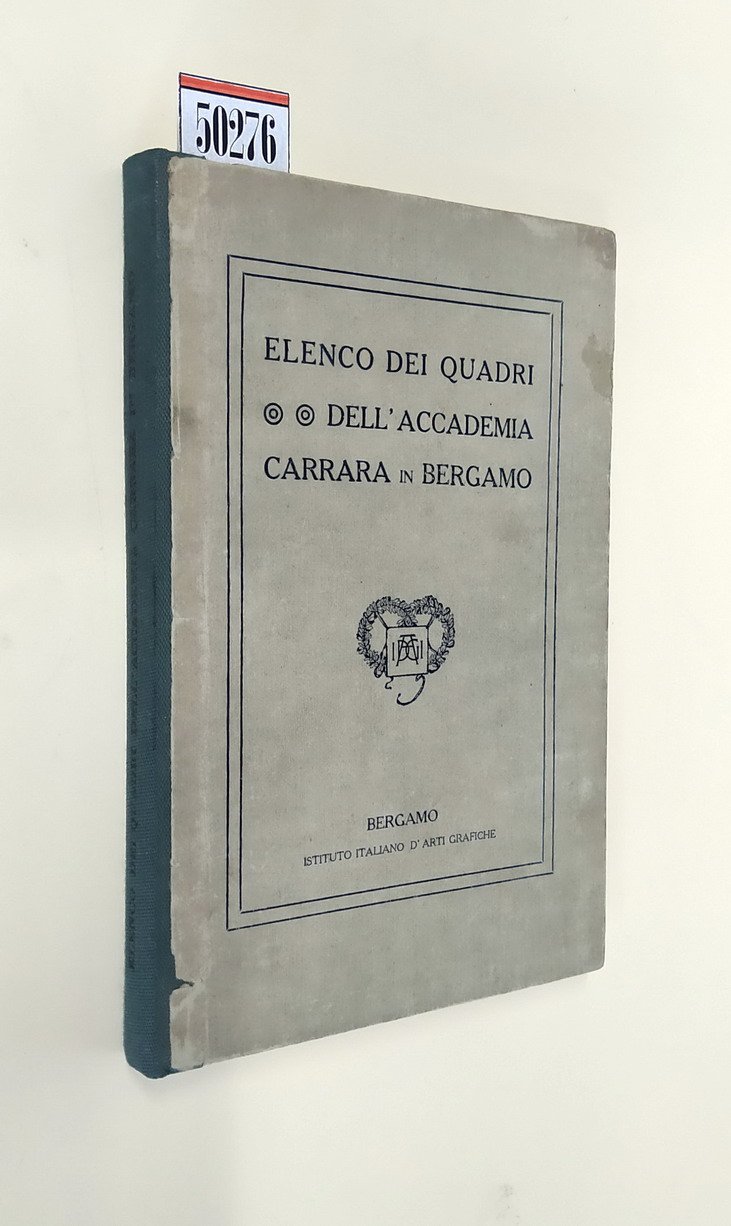 50276
ELENCO DEI QUADRI
DELL'ACCADEMIA
CARRARA IN BERGAMO
BERGAMO
ISTITUTO ITALIANO D'ARTI GRAFICHE